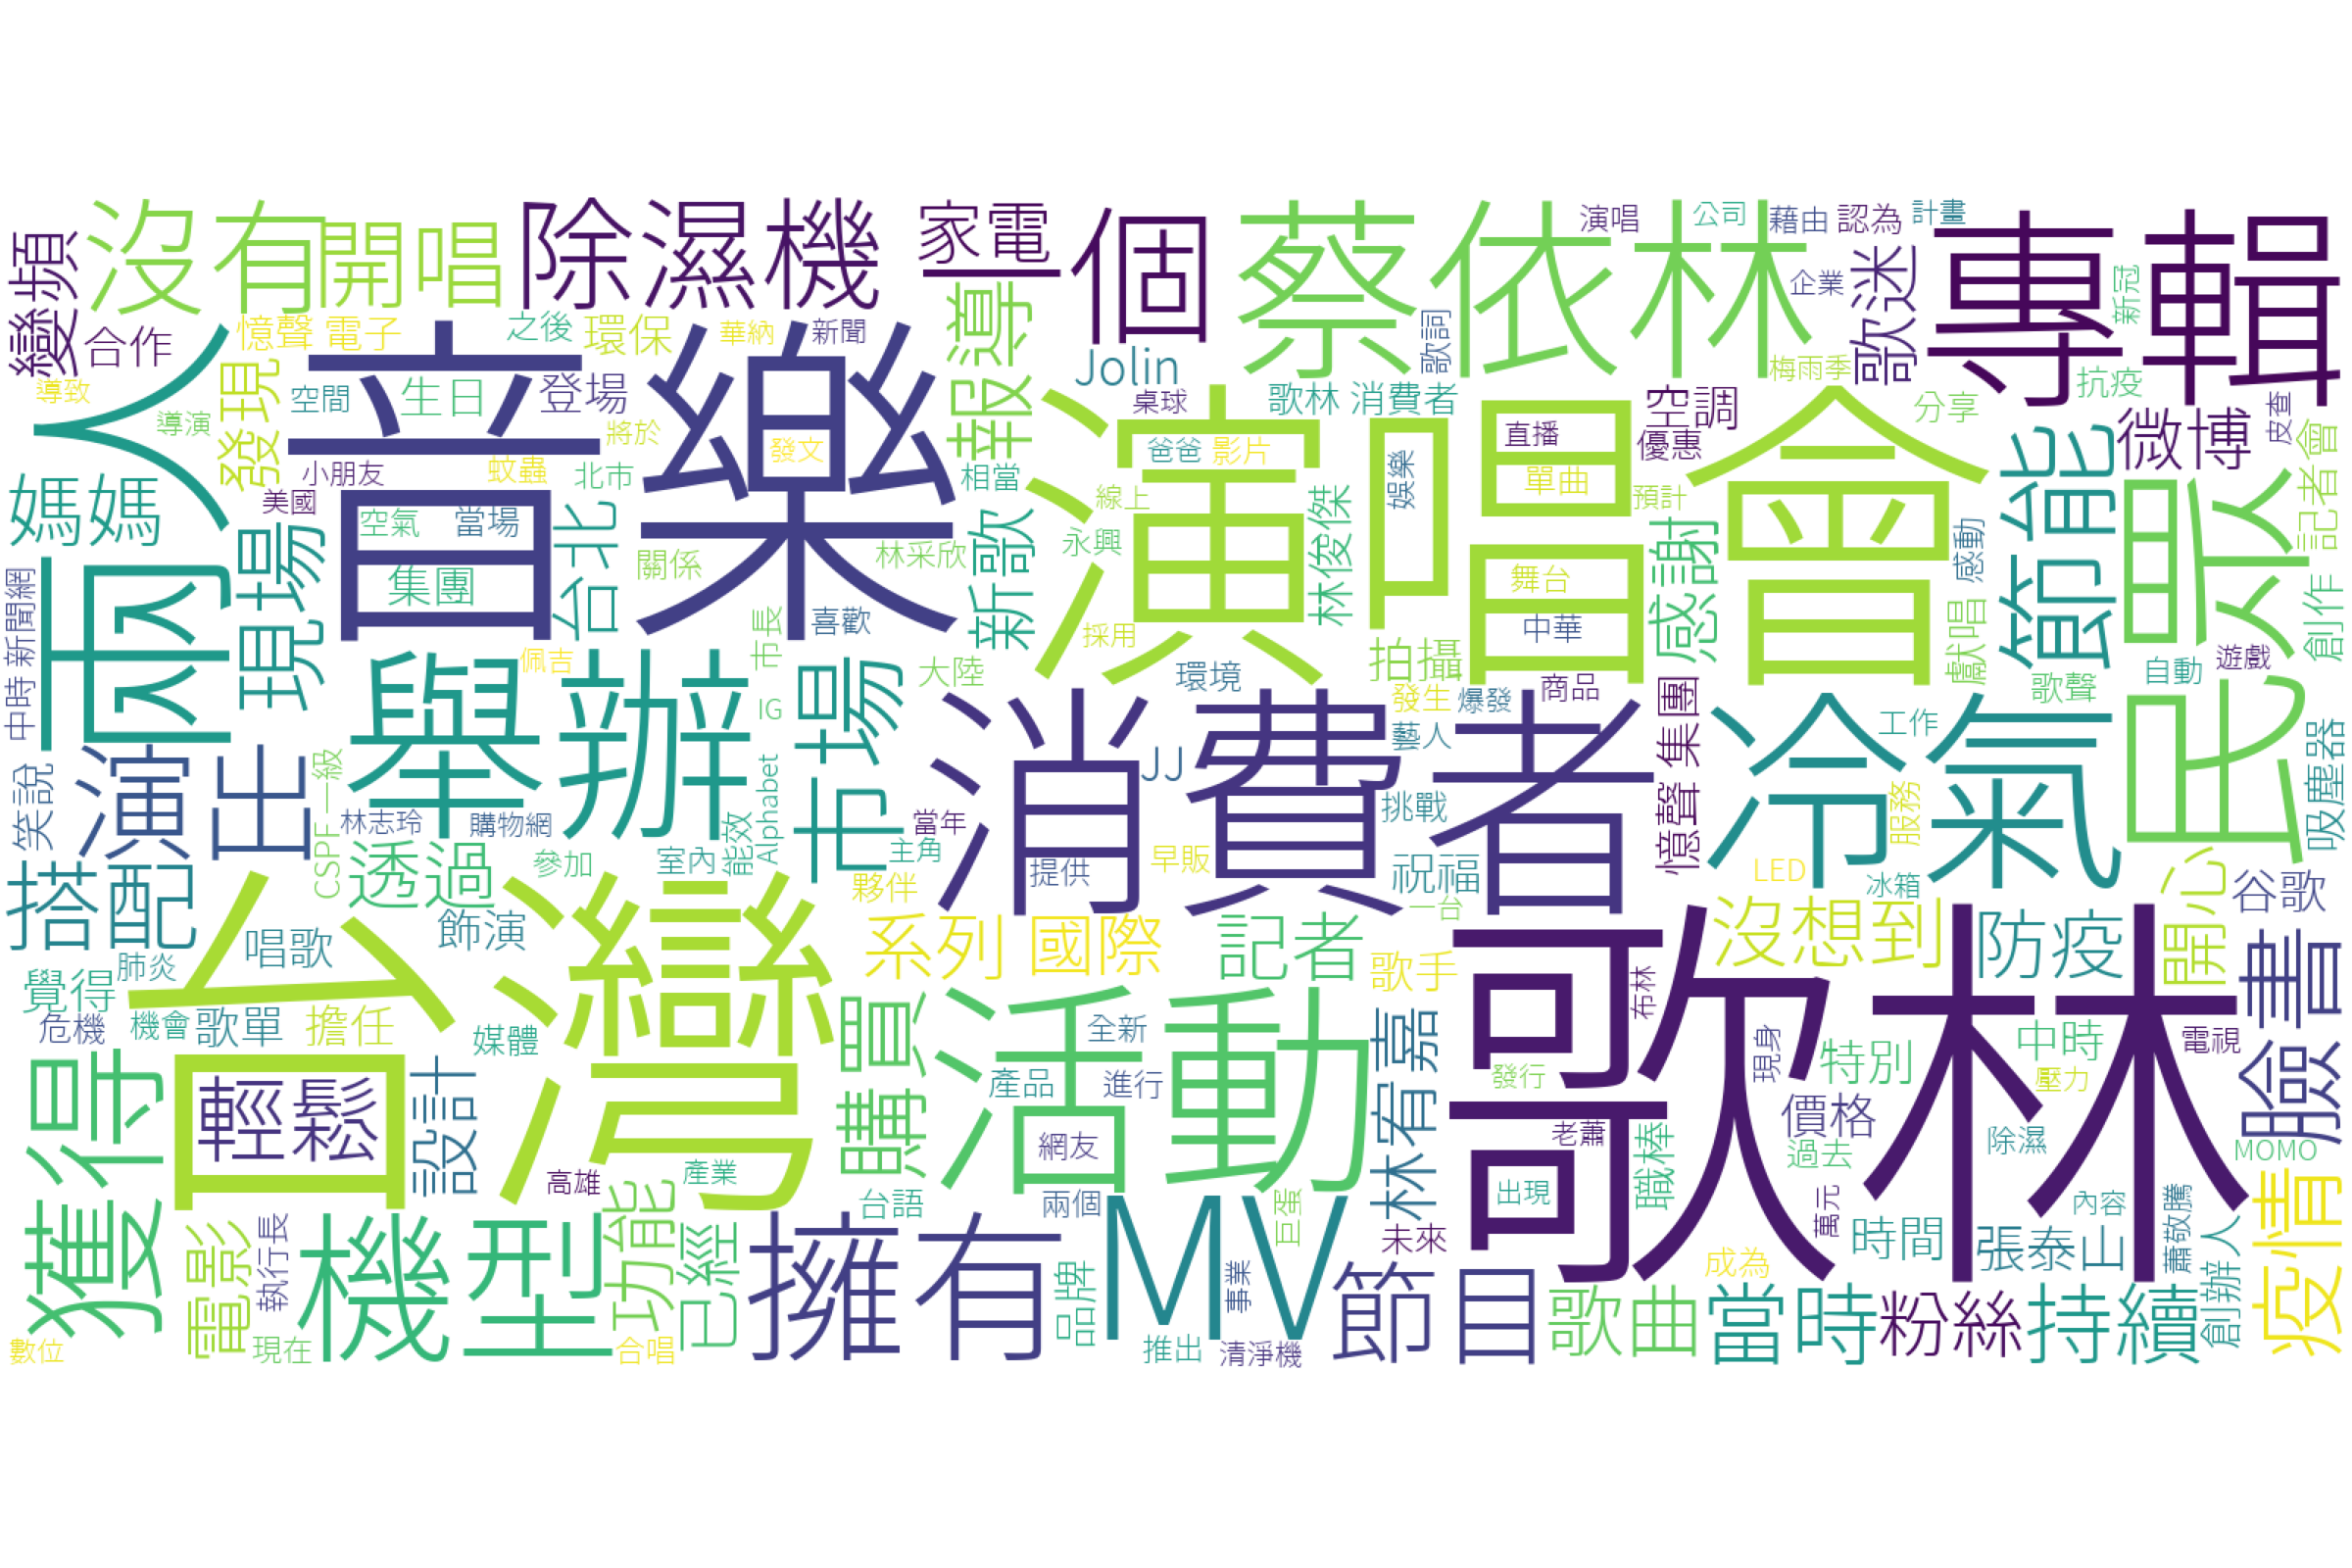 變頻
沒有
開唱
除濕機
家電
一個
蔡依林
演唱
公司
藉由
認為
計畫
企業
歌迷
新冠
專輯
合作
憶聲 電子
之後
環保
華納
新聞
報導
Jolin
歌詞
梅雨季
抗疫
導致
導演
兩人
發現
空間
生日
登場
將於
音樂
發文
桌球
歌林 消費者
空調
優惠
分享
微博
皮查
記者會
媽媽
小朋友
美國
蚊蟲
北市
相當
爸爸
影片
直播
單曲
娛樂
預計
演唱會
節能
民眾
現場
空氣
當場
集團
台北
關係
林采欣
新歌
線上
永興
林俊傑
舞台
中華
感謝
感動
獻唱
創作
中時 新聞網
佩吉
市長
喜歡
採用
拍攝
大陸
環境
發生
爆發
商品
自動
遊戲
歌聲
舉辦
IG
市場
消費者
JJ
藝人
挑戰
憶聲 集團
冷氣
工作
服務
吸塵器
笑說
演出
CSPF 一級
林志玲
購物網
能效
Alphabet
當年
主角
早販
提供
祝福
LED
冰箱
一台
搭配
透過
參加
室內
夥伴
飾演
唱歌
系列 國際
記者
歌手
沒想到
防疫
開心
谷歌
臉書
覺得
肺炎
危機
機會
歌單
擔任
媒體
台灣
輕鬆
設計
購買
活動
全新
產品
進行
網友
林宥嘉
布林
歌林
發行
現身
特別
中時
電視
壓力
價格
老蕭
職棒
過去
除濕
MOMO
獲得
高雄
產業
台語
兩個
巨蛋
出現
未來
萬元
時間
張泰山
內容
蕭敬騰
創辦人
疫情
電影
執行長
機型
功能
已經
擁有
品牌
MV
事業
節目
成為
數位
現在
合唱
推出
清淨機
歌曲
當時
粉絲
持續